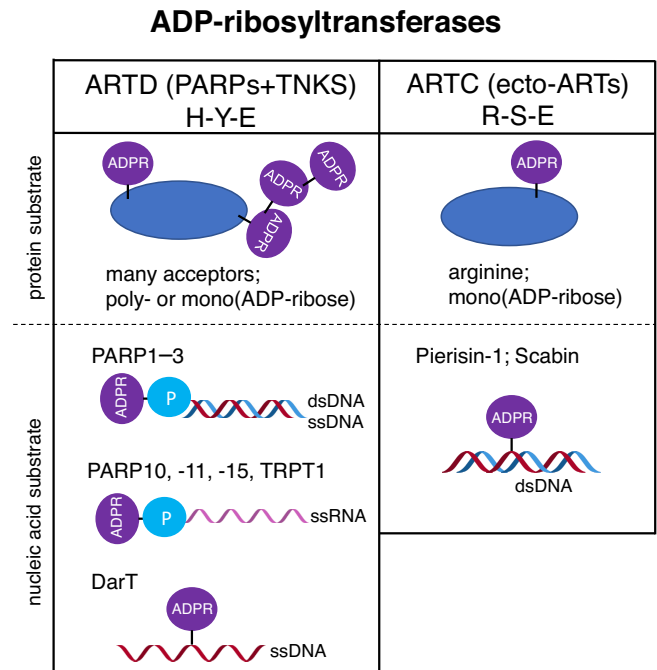 ADP-ribosyltransferases
ARTD (PARPs+TNKS)
H-Y-E
ARTC (ecto-ARTs)
R-S-E
protein substrate
ADPR
ADPR
ADPR
ADPR
many acceptors;
poly- or mono(ADP-ribose)
ADPR
arginine;
mono(ADP-ribose)
nucleic acid substrate
PARP1–3
ADPR
P
dsDNA
ssDNA
PARP10, -11, -15, TRPT1
ADPR
P
ssRNA
DarT
ADPR
ssDNA
Pierisin-1; Scabin
ADPR
dsDNA